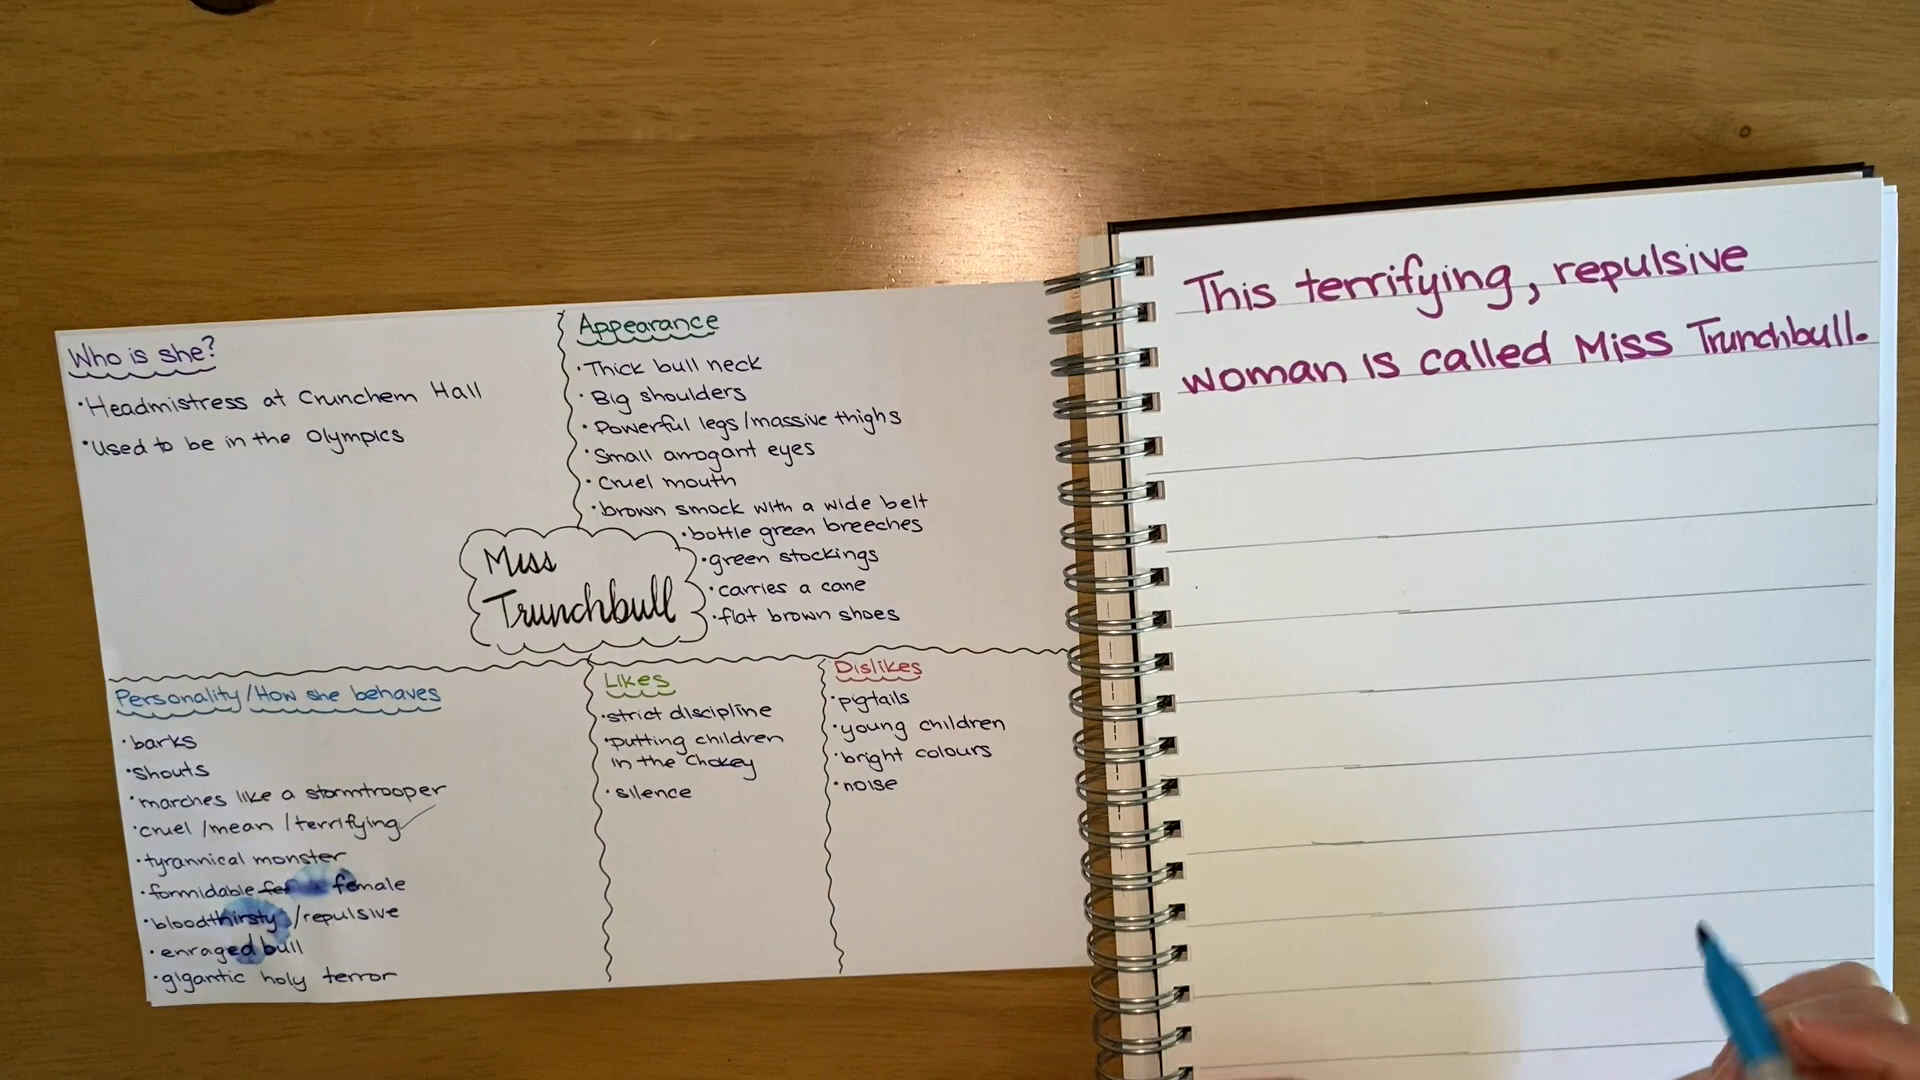 Who is she?
·Headmistress at Crunchem Hall
·Used to be in the Olympics
Appearance
·Thick bull neck
·Big shoulders
·Powerful legs/massive thighs
·Small arrogant eyes
·cruel mouth
·brown smock with a wide belt
·bottle green breeches
·green stockings
·carries a cane
·flat brown shoes
Miss
Trunchbull
Personality/How she behaves
·barks
·shouts
·marches like a stormtrooper
·cruel/mean/terrifying
·tyrannical monster
·formidable female
·bloodthirsty/repulsive
·enraged bull
·gigantic holy terror
Likes
·strict discipline
·putting children
in the Chokey
·silence
Dislikes
·pigtails
·young children
·bright colours
·noise
This terrifying, repulsive
woman is called Miss Trunchbull.